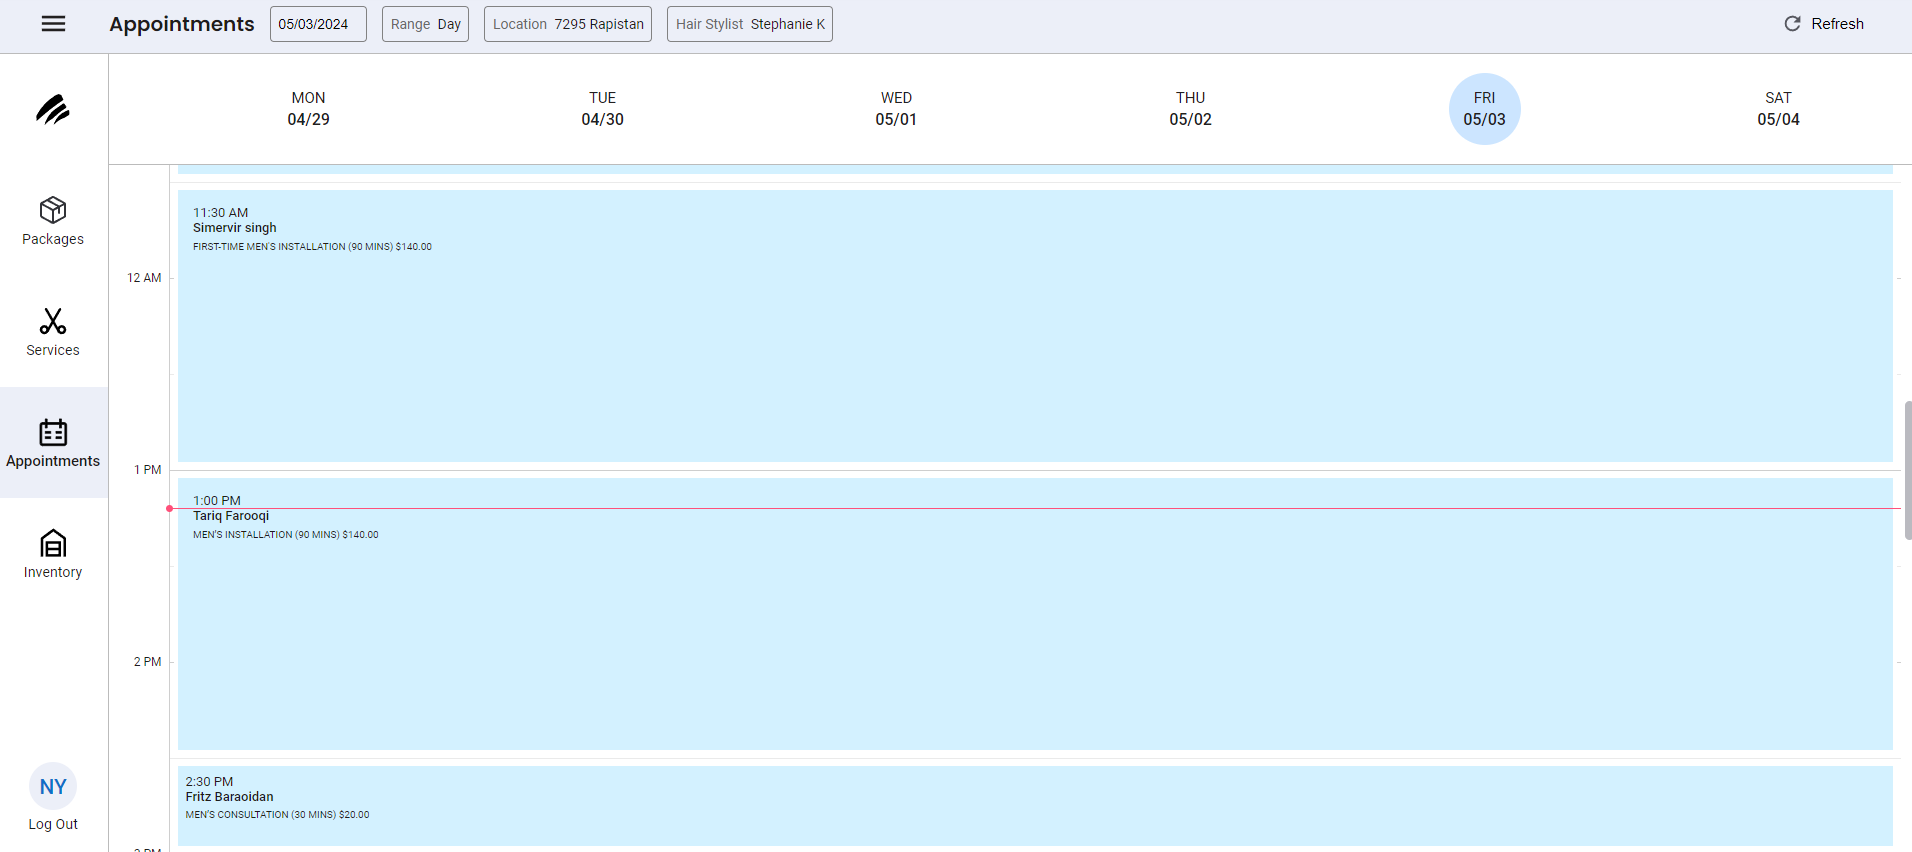 Appointments
05/03/2024
Range Day
Location 7295 Rapistan
Hair Stylist Stephanie K
Refresh
MON
04/29
TUE
04/30
WED
05/01
THU
05/02
FRI
05/03
SAT
05/04
Packages
Services
Appointments
Inventory
NY
Log Out
11:30 AM
Simervir singh
FIRST-TIME MEN'S INSTALLATION (90 MINS) $140.00
12 AM
1 PM
1:00 PM
Tariq Farooqi
MEN'S INSTALLATION (90 MINS) $140.00
2 PM
2:30 PM
Fritz Baraoidan
MEN'S CONSULTATION (30 MINS) $20.00